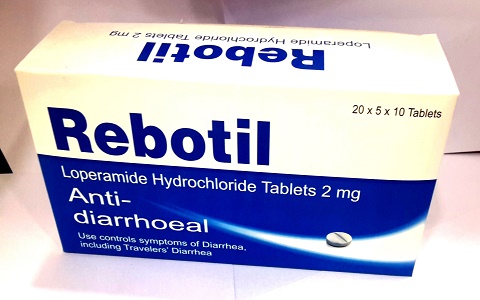 Rebotil
Loperamide Hydrochloride
Tablets 2 mg
20 x 5 x 10 Tablets
Rebotil
Loperamide Hydrochloride Tablets 2 mg
Anti-
diarrhoeal
Use controls symptoms of Diarrhea,
including Travelers' Diarrhea